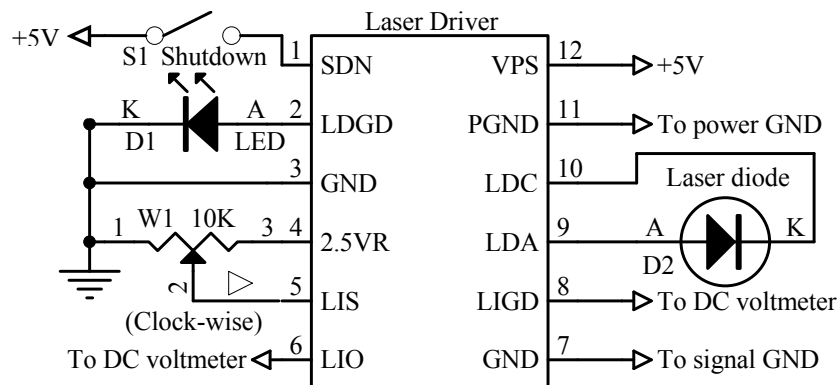 Laser Driver
+5V
S1 Shutdown
1 SDN
VPS 12
+5V
K
D1
A
LED
2 LDGD
PGND 11
To power GND
3 GND
LDC 10
Laser diode
1
W1 10K
3
4 2.5VR
LDA 9
A
D2
K
2
(Clock-wise)
5 LIS
LIGD 8
To DC voltmeter
To DC voltmeter
6 LIO
GND 7
To signal GND